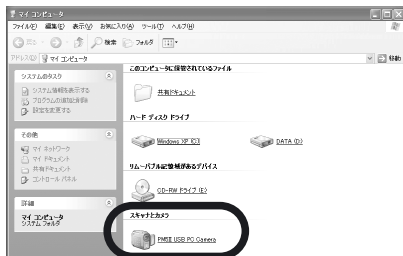 マイ コンピュータ
ファイル(F) 編集(E) 表示(V) お気に入り(A) ツール(T) ヘルプ(H)
戻る 検索 フォルダ
アドレス(D) マイ コンピュータ 移動
システムのタスク
システム情報を表示する
プログラムの追加と削除
設定を変更する
その他
マイ ネットワーク
マイ ドキュメント
共有ドキュメント
コントロール パネル
詳細
マイ コンピュータ
システム フォルダ
このコンピュータに保管されているファイル
共有ドキュメント
ハード ディスク ドライブ
Windows XP (C:)
DATA (D:)
リムーバブル記憶域があるデバイス
CD-RW ドライブ (E:)
スキャナとカメラ